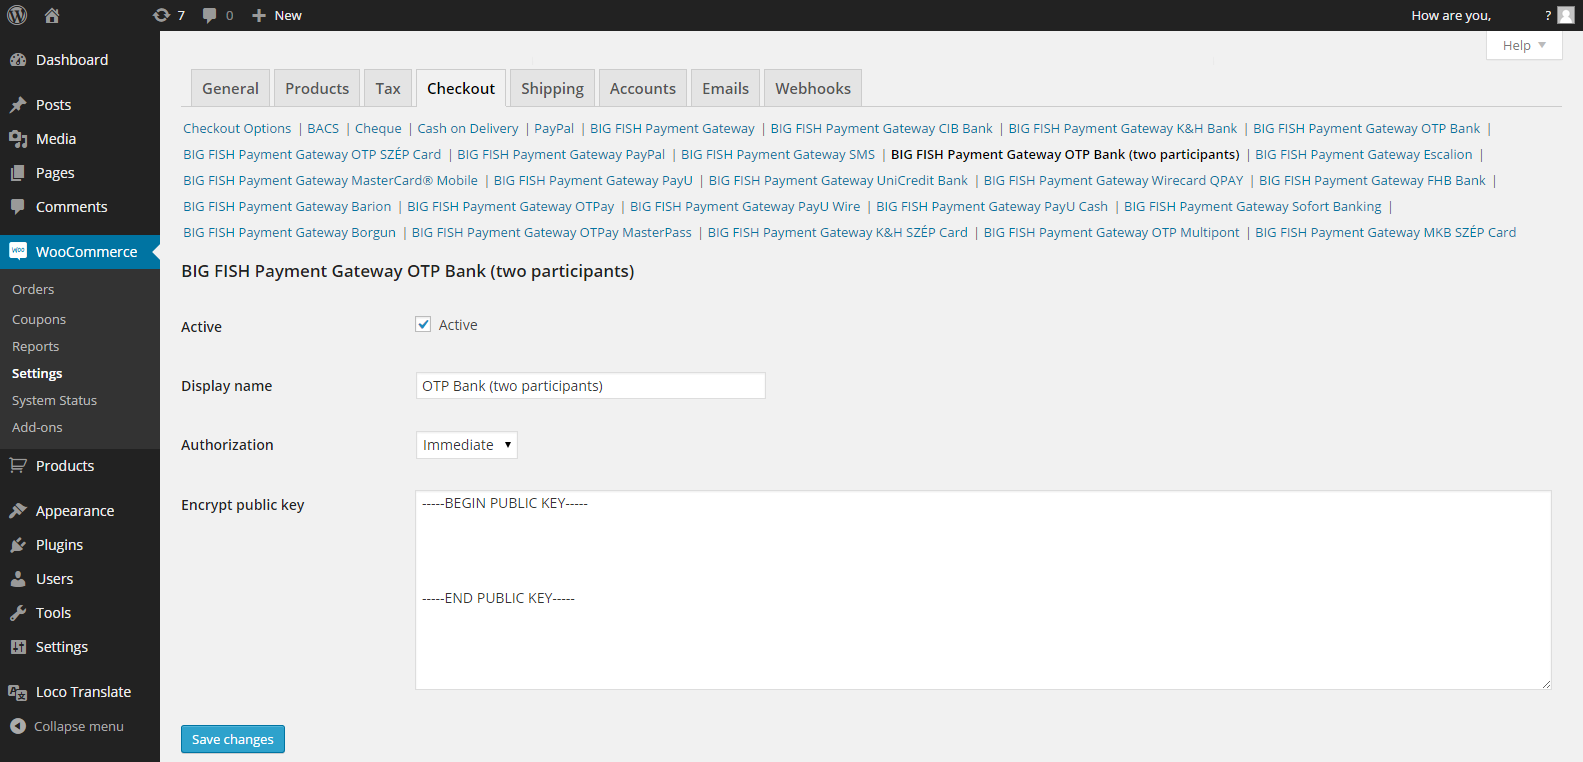 7 0 New How are you, ?
Help
Dashboard
Posts
Media
Pages
Comments
WooCommerce
Orders
Coupons
Reports
Settings
System Status
Add-ons
Products
Appearance
Plugins
Users
Tools
Settings
Loco Translate
Collapse menu
General Products Tax Checkout Shipping Accounts Emails Webhooks
Checkout Options | BACS | Cheque | Cash on Delivery | PayPal | BIG FISH Payment Gateway | BIG FISH Payment Gateway CIB Bank | BIG FISH Payment Gateway K&H Bank | BIG FISH Payment Gateway OTP Bank |
BIG FISH Payment Gateway OTP SZÉP Card | BIG FISH Payment Gateway PayPal | BIG FISH Payment Gateway SMS | BIG FISH Payment Gateway OTP Bank (two participants) | BIG FISH Payment Gateway Escalion |
BIG FISH Payment Gateway MasterCard® Mobile | BIG FISH Payment Gateway PayU | BIG FISH Payment Gateway UniCredit Bank | BIG FISH Payment Gateway Wirecard QPAY | BIG FISH Payment Gateway FHB Bank |
BIG FISH Payment Gateway Barion | BIG FISH Payment Gateway OTPay | BIG FISH Payment Gateway PayU Wire | BIG FISH Payment Gateway PayU Cash | BIG FISH Payment Gateway Sofort Banking |
BIG FISH Payment Gateway Borgun | BIG FISH Payment Gateway OTPay MasterPass | BIG FISH Payment Gateway K&H SZÉP Card | BIG FISH Payment Gateway OTP Multipont | BIG FISH Payment Gateway MKB SZÉP Card
BIG FISH Payment Gateway OTP Bank (two participants)
Active Active
Display name OTP Bank (two participants)
Authorization Immediate
Encrypt public key -----BEGIN PUBLIC KEY-----
-----END PUBLIC KEY-----
Save changes